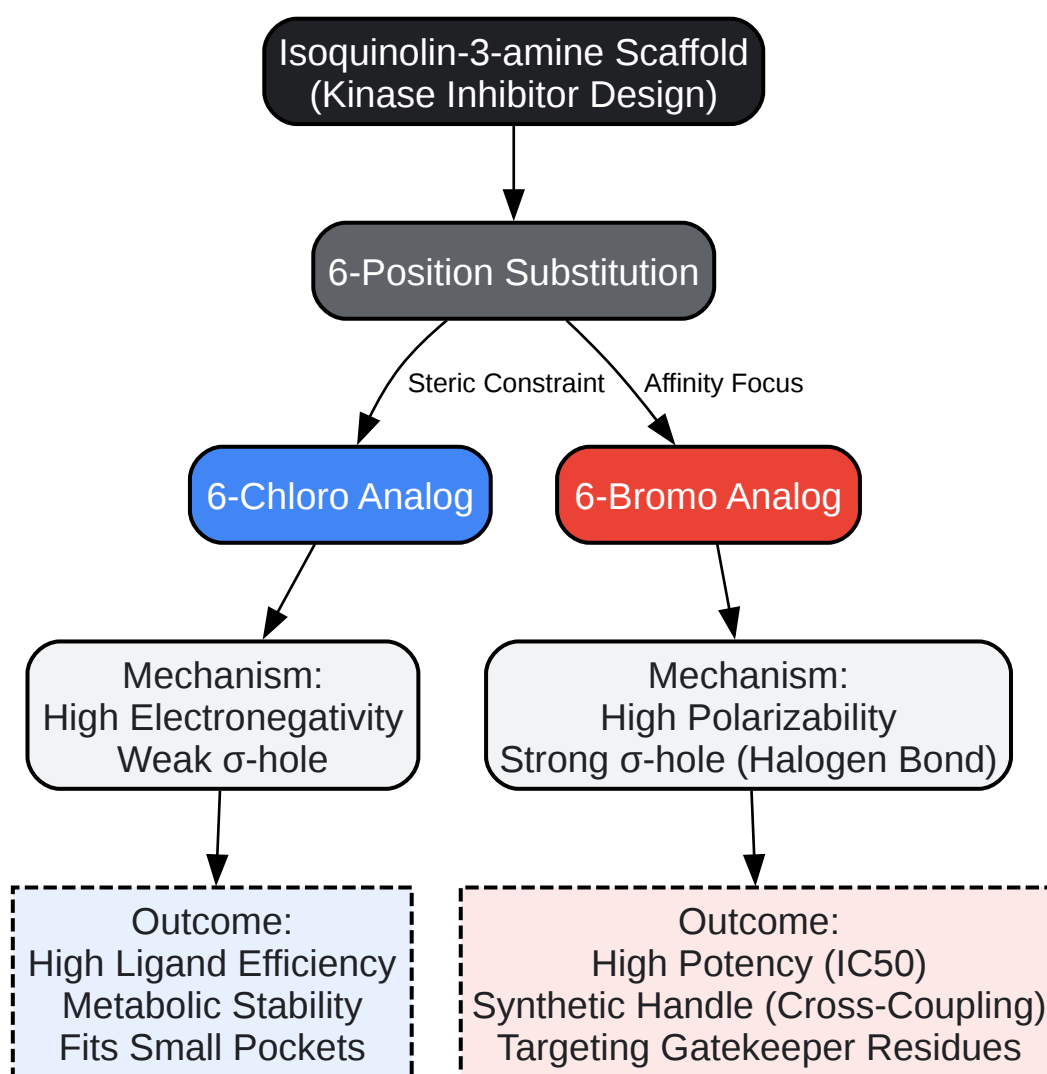 Isoquinolin-3-amine Scaffold
(Kinase Inhibitor Design)
6-Position Substitution
Steric Constraint
Affinity Focus
6-Chloro Analog
6-Bromo Analog
Mechanism:
High Electronegativity
Weak σ-hole
Mechanism:
High Polarizability
Strong σ-hole (Halogen Bond)
Outcome:
High Ligand Efficiency
Metabolic Stability
Fits Small Pockets
Outcome:
High Potency (IC50)
Synthetic Handle (Cross-Coupling)
Targeting Gatekeeper Residues